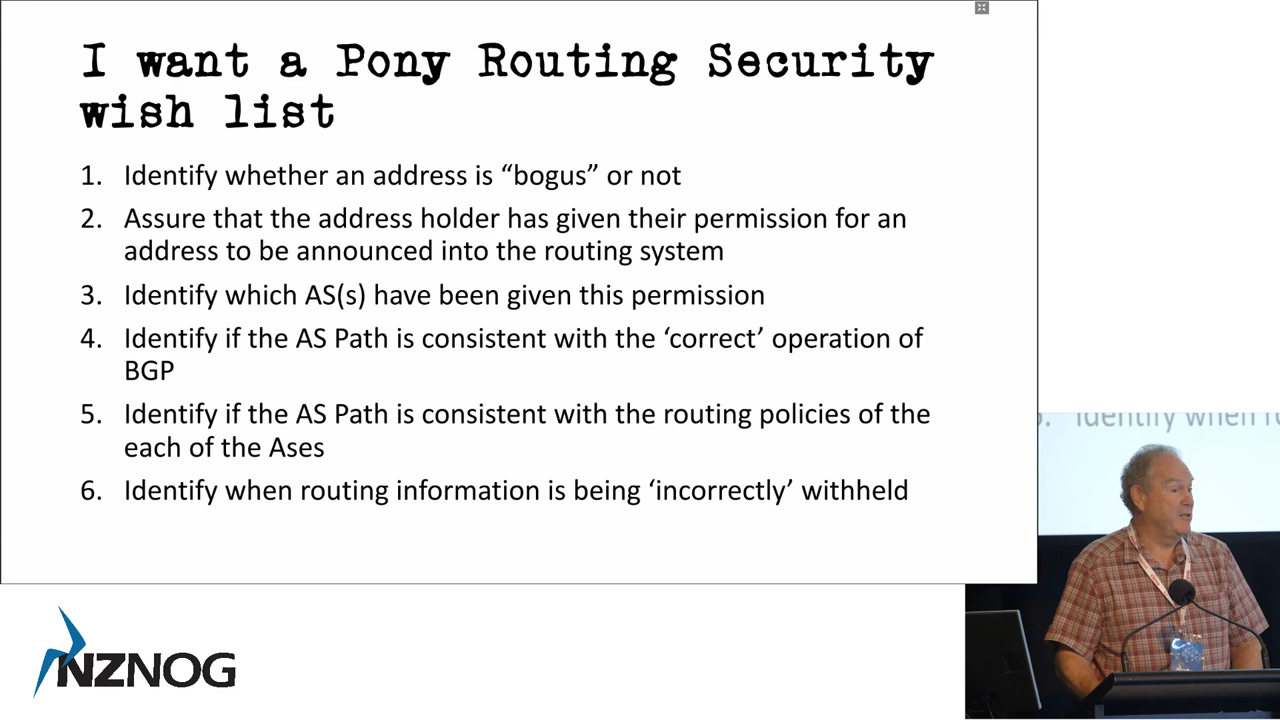 I want a Pony Routing Security
wish list
1. Identify whether an address is “bogus” or not
2. Assure that the address holder has given their permission for an
address to be announced into the routing system
3. Identify which AS(s) have been given this permission
4. Identify if the AS Path is consistent with the ‘correct’ operation of
BGP
5. Identify if the AS Path is consistent with the routing policies of the
each of the Ases
6. Identify when routing information is being ‘incorrectly’ withheld
Identify when
NZNOG